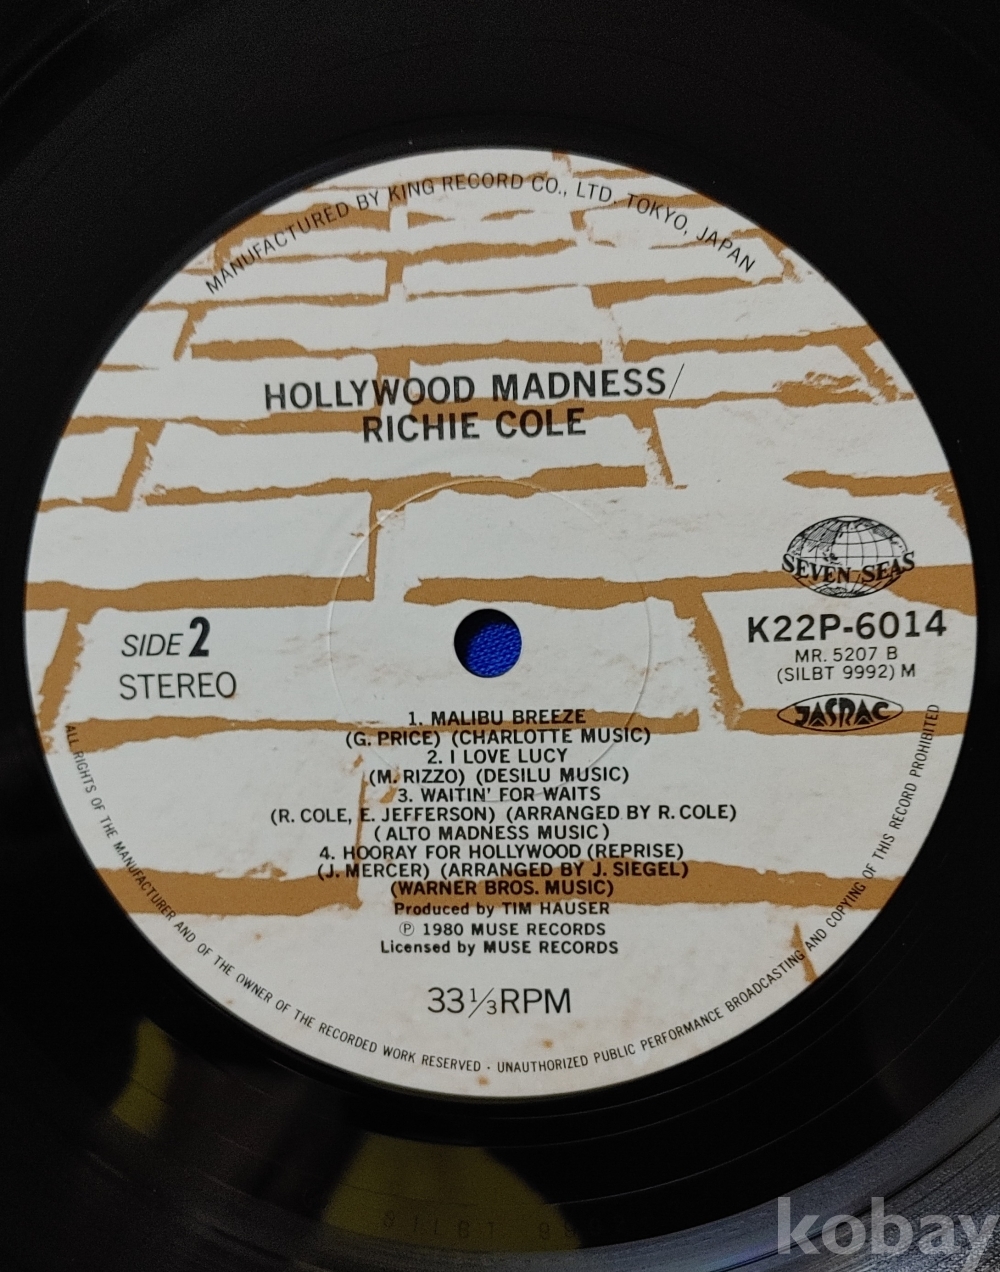 MANUFACTURED BY KING RECORD CO., LTD. TOKYO, JAPAN
HOLLYWOOD MADNESS/
RICHIE COLE
SEVEN SEAS
K22P-6014
MR. 5207 B
(SILBT 9992) M
JASRAC
SIDE 2
STEREO
1. MALIBU BREEZE
(G. PRICE) (CHARLOTTE MUSIC)
2. I LOVE LUCY
(M. RIZZO) (DESILU MUSIC)
3. WAITIN' FOR WAITS
(R. COLE, E. JEFFERSON) (ARRANGED BY R. COLE)
(ALTO MADNESS MUSIC)
4. HOORAY FOR HOLLYWOOD (REPRISE)
(J. MERCER) (ARRANGED BY J. SIEGEL)
(WARNER BROS. MUSIC)
Produced by TIM HAUSER
℗ 1980 MUSE RECORDS
Licensed by MUSE RECORDS
33 1/3 RPM
ALL RIGHTS OF THE MANUFACTURER AND OF THE OWNER OF THE RECORDED WORK RESERVED · UNAUTHORIZED PUBLIC PERFORMANCE BROADCASTING AND COPYING OF THIS RECORD PROHIBITED
kobay